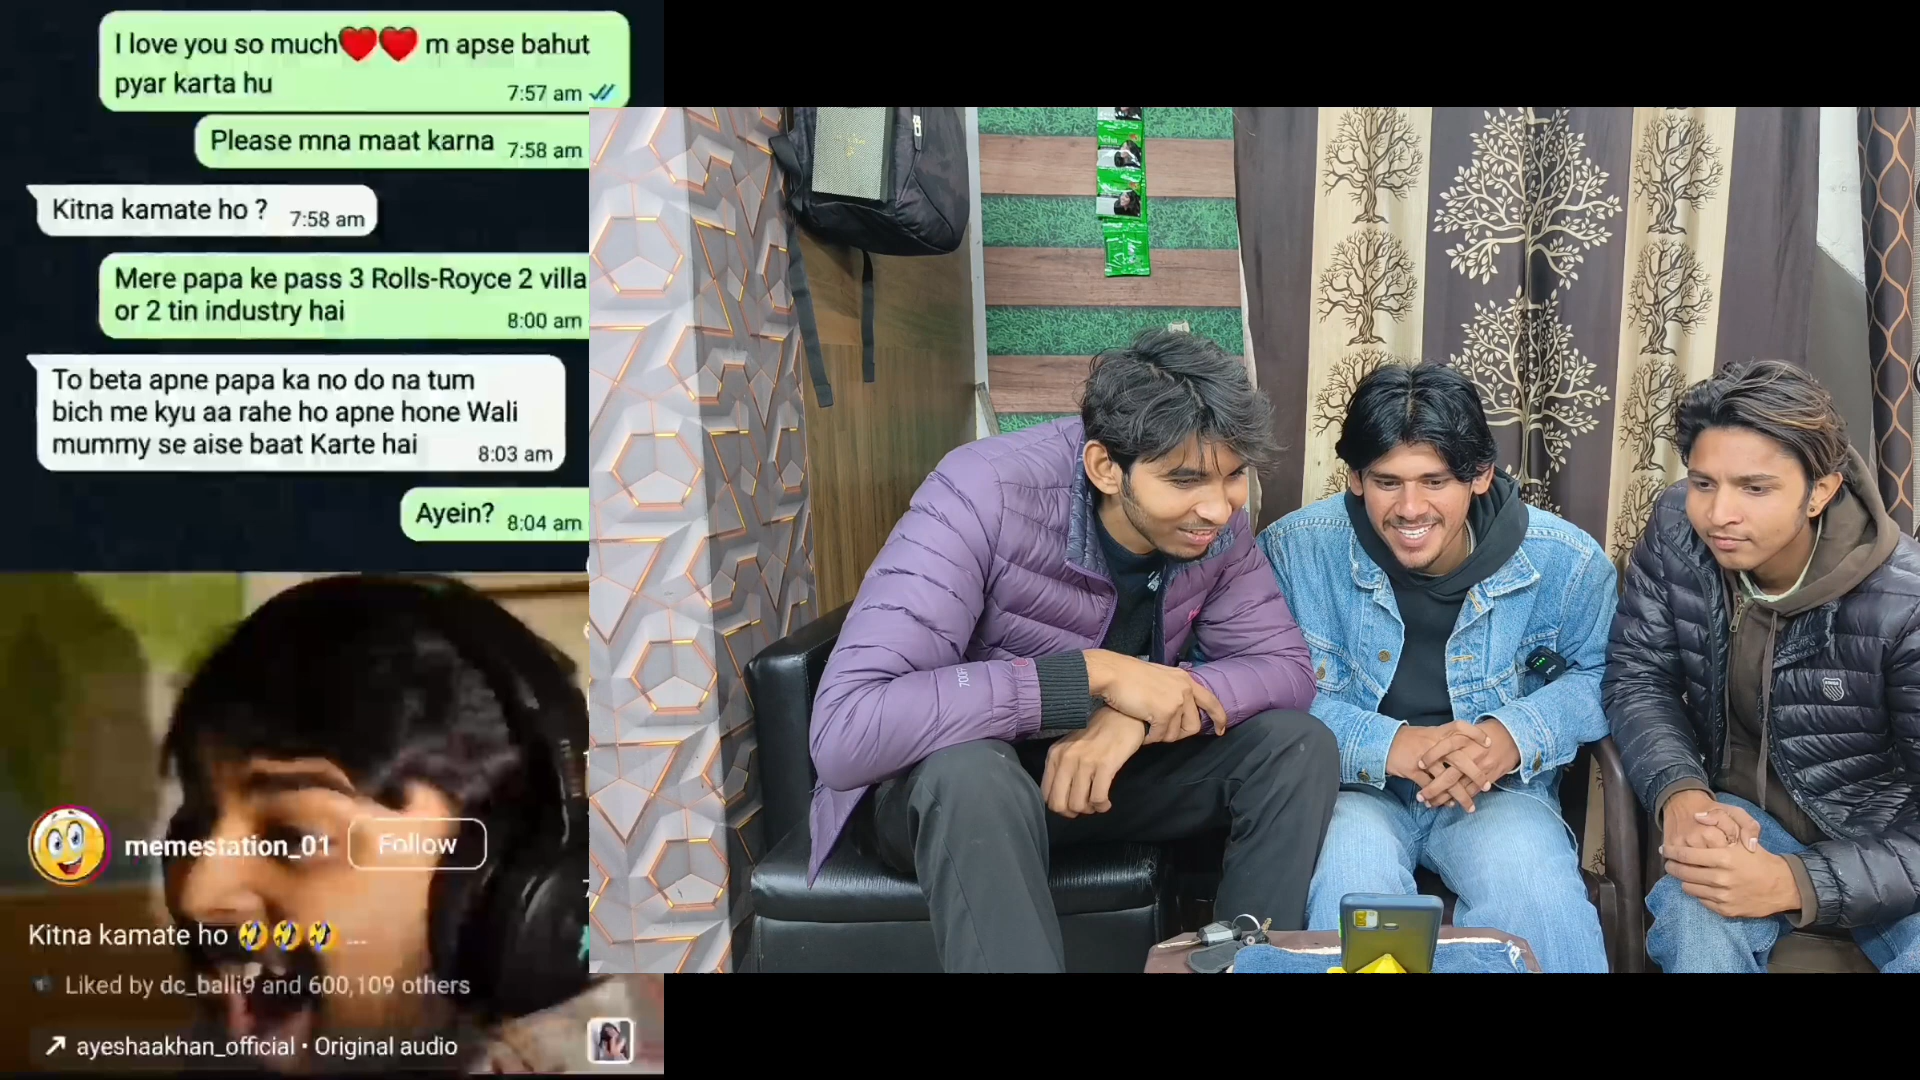 I love you so much❤️❤️ m apse bahut
pyar karta hu
7:57 am
Please mna maat karna
7:58 am
Kitna kamate ho ?
7:58 am
Mere papa ke pass 3 Rolls-Royce 2 villa
or 2 tin industry hai
8:00 am
To beta apne papa ka no do na tum
bich me kyu aa rahe ho apne hone Wali
mummy se aise baat Karte hai
8:03 am
Ayein?
8:04 am
memestation_01
Follow
Kitna kamate ho 🤣🤣🤣 ...
Liked by dc_balli9 and 600,109 others
ayeshaakhan_official • Original audio
Neha
700F